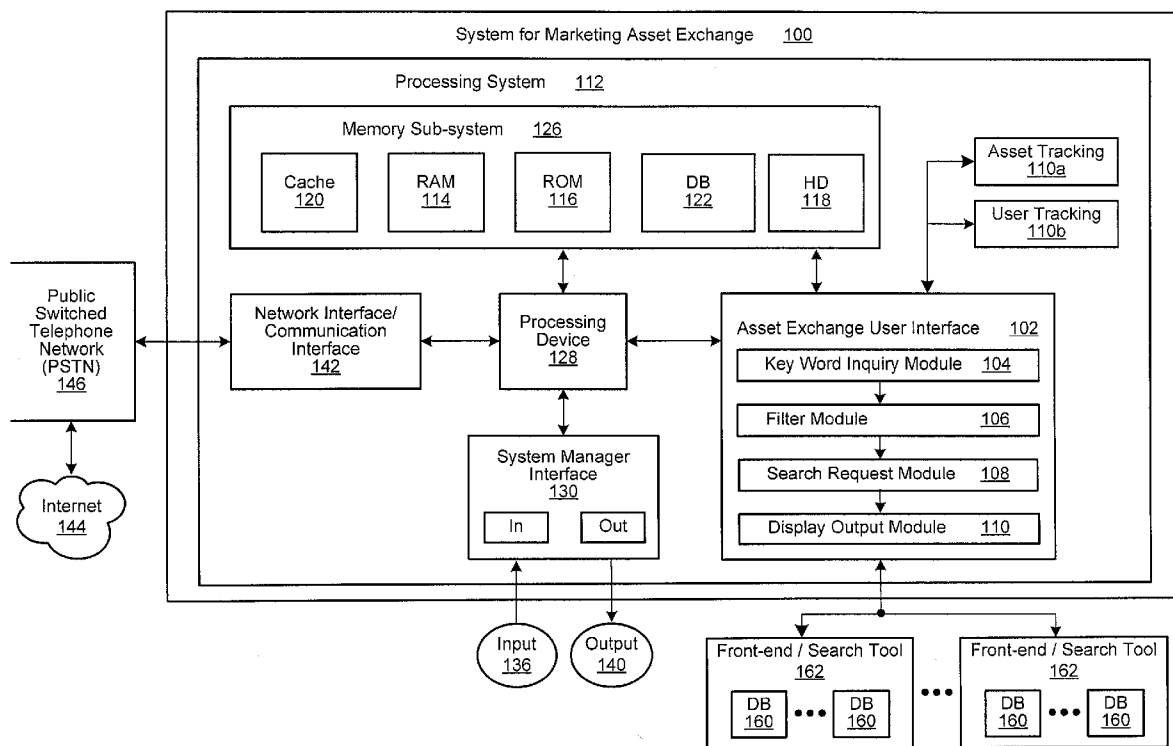 System for Marketing Asset Exchange 100
Processing System 112
Memory Sub-system 126
Cache
120
RAM
114
ROM
116
DB
122
HD
118
Asset Tracking
110a
User Tracking
110b
Public
Switched
Telephone
Network
(PSTN)
146
Network Interface/
Communication
Interface
142
Processing
Device
128
Asset Exchange User Interface 102
Key Word Inquiry Module 104
Filter Module 106
Search Request Module 108
Display Output Module 110
System Manager
Interface
130
In
Out
Internet
144
Input
136
Output
140
Front-end / Search Tool
162
DB
160
DB
160
Front-end / Search Tool
162
DB
160
DB
160